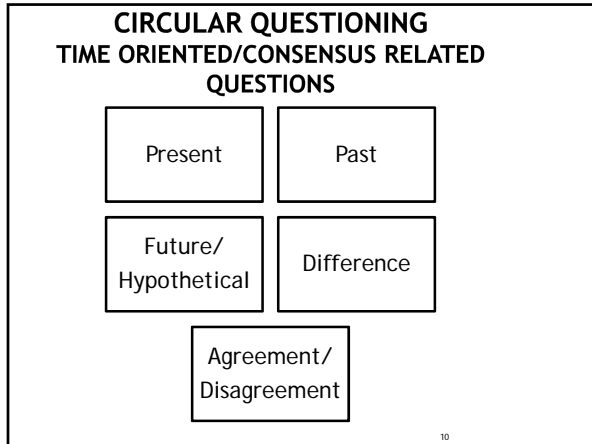 CIRCULAR QUESTIONING
TIME ORIENTED/CONSENSUS RELATED
QUESTIONS
Present
Past
Future/
Hypothetical
Difference
Agreement/
Disagreement
10